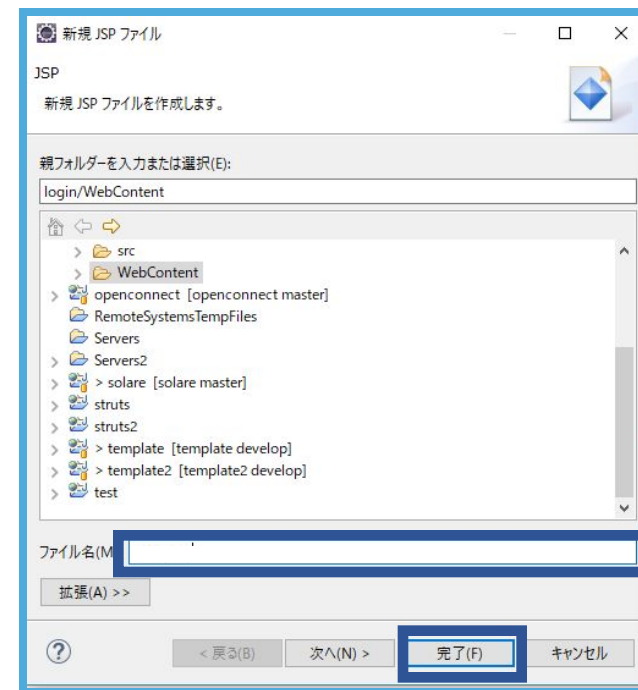 新規 JSP ファイル
JSP
新規 JSP ファイルを作成します。
親フォルダーを入力または選択(E):
login/WebContent
> src
> WebContent
> openconnect [openconnect master]
RemoteSystemsTempFiles
Servers
> Servers2
> > solare [solare master]
> struts
> struts2
> > template [template develop]
> > template2 [template2 develop]
> test
ファイル名(M
拡張(A) >>
? < 戻る(B) 次へ(N) > 完了(F) キャンセル